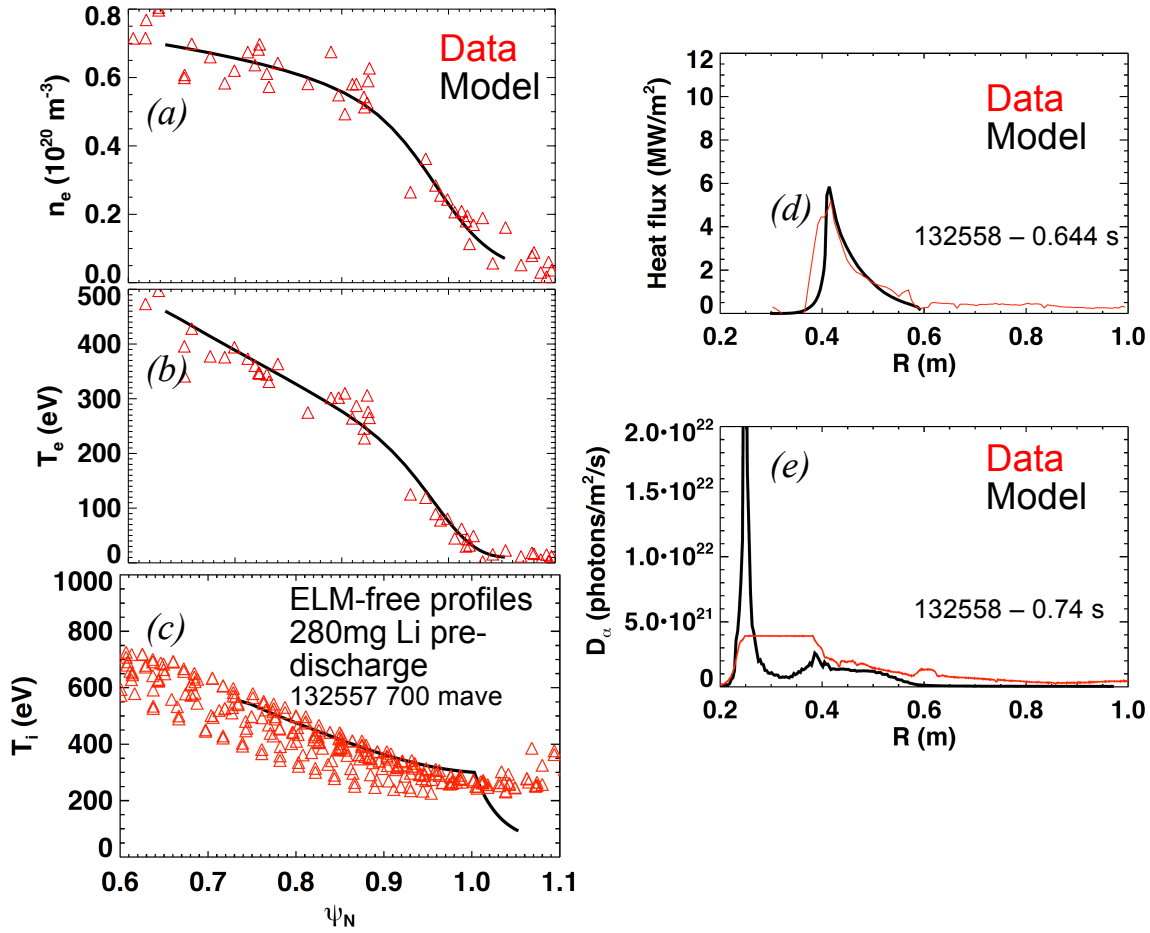 0.8
0.6
0.4
0.2
0.0
n_e (10^20 m^-3)
(a)
Data
Model
500
400
300
200
100
0
T_e (eV)
(b)
1000
800
600
400
200
0
T_i (eV)
(c)
ELM-free profiles
280mg Li pre-
discharge
132557 700 mave
0.6 0.7 0.8 0.9 1.0 1.1
ψ_N
12
10
8
6
4
2
0
Heat flux (MW/m^2)
Data
Model
(d)
132558 – 0.644 s
0.2 0.4 0.6 0.8 1.0
R (m)
2.0•10^22
1.5•10^22
1.0•10^22
5.0•10^21
0
D_α (photons/m^2/s)
(e)
Data
Model
132558 – 0.74 s
0.2 0.4 0.6 0.8 1.0
R (m)